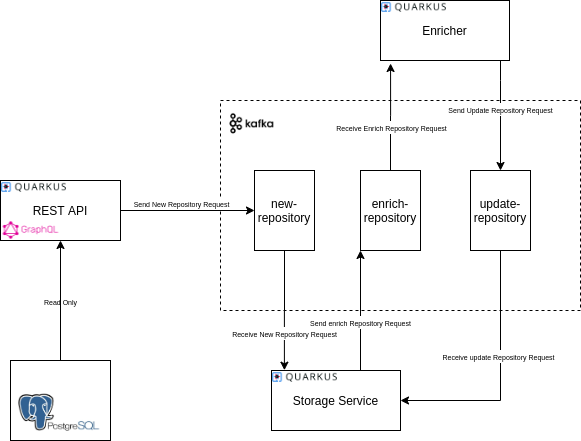 QUARKUS
Enricher
Send Update Repository Request
kafka
Receive Enrich Repository Request
QUARKUS
REST API
GraphQL
Send New Repository Request
new-
repository
enrich-
repository
update-
repository
Read Only
Send enrich Repository Request
Receive New Repository Request
Receive update Repository Request
QUARKUS
Storage Service
PostgreSQL